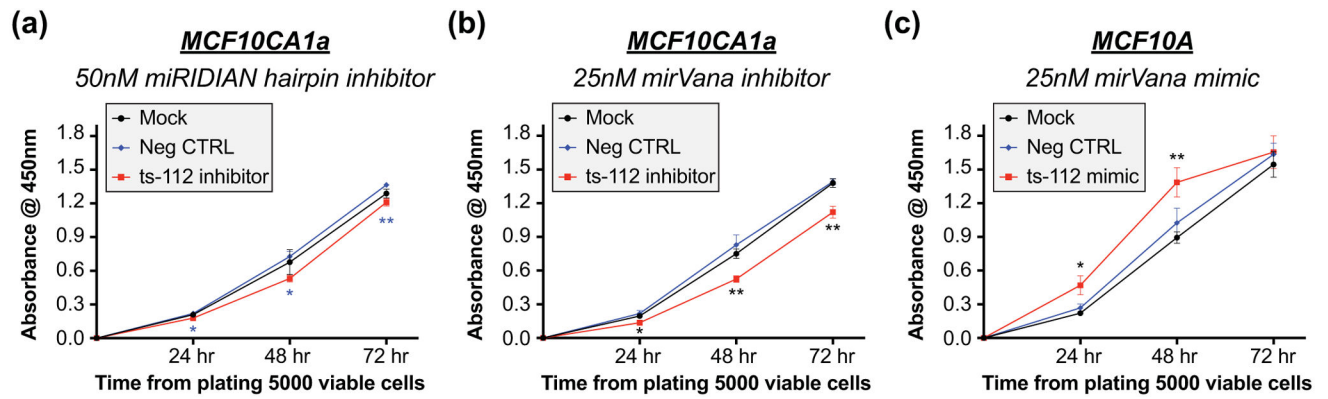 (a)
MCF10CA1a
50nM miRIDIAN hairpin inhibitor
Mock
Neg CTRL
ts-112 inhibitor
Absorbance @ 450nm
1.8
1.5
1.2
0.9
0.6
0.3
0.0
*
*
**
24 hr 48 hr 72 hr
Time from plating 5000 viable cells
(b)
MCF10CA1a
25nM mirVana inhibitor
Mock
Neg CTRL
ts-112 inhibitor
Absorbance @ 450nm
1.8
1.5
1.2
0.9
0.6
0.3
0.0
*
**
**
24 hr 48 hr 72 hr
Time from plating 5000 viable cells
(c)
MCF10A
25nM mirVana mimic
Mock
Neg CTRL
ts-112 mimic
Absorbance @ 450nm
1.8
1.5
1.2
0.9
0.6
0.3
0.0
*
**
24 hr 48 hr 72 hr
Time from plating 5000 viable cells